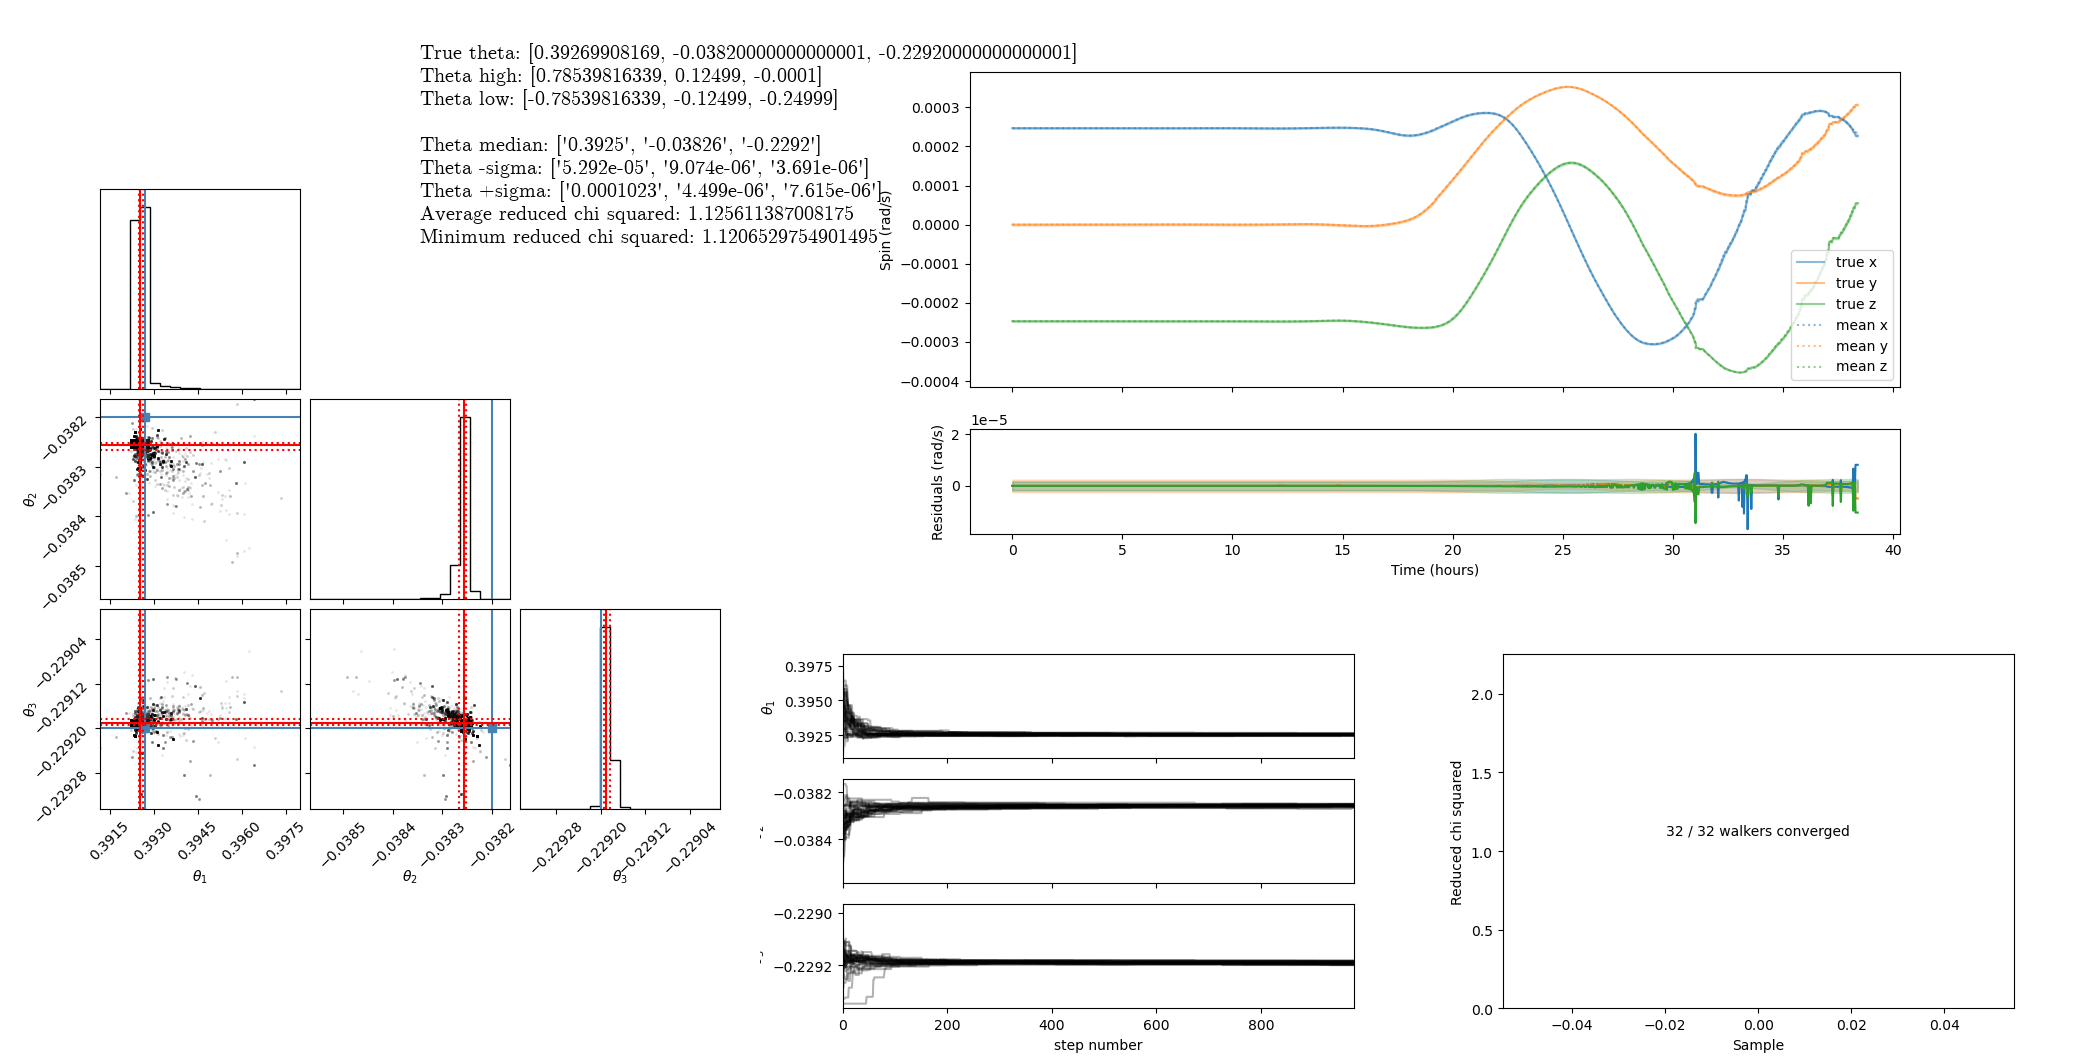 True theta: [0.39269908169, -0.03820000000000001, -0.22920000000000001]
Theta high: [0.78539816339, 0.12499, -0.0001]
Theta low: [-0.78539816339, -0.12499, -0.24999]
Theta median: ['0.3925', '-0.03826', '-0.2292']
Theta -sigma: ['5.292e-05', '9.074e-06', '3.691e-06']
Theta +sigma: ['0.0001023', '4.499e-06', '7.615e-06']
Average reduced chi squared: 1.125611387008175
Minimum reduced chi squared: 1.1206529754901495
Spin (rad/s)
0.0003
0.0002
0.0001
0.0000
−0.0001
−0.0002
−0.0003
−0.0004
true x
true y
true z
mean x
mean y
mean z
1e−5
Residuals (rad/s)
2
0
0 5 10 15 20 25 30 35 40
Time (hours)
θ2
−0.0382
−0.0383
−0.0384
−0.0385
θ3
−0.22904
−0.22912
−0.22920
−0.22928
0.3915 0.3930 0.3945 0.3960 0.3975
θ1
−0.0385 −0.0384 −0.0383 −0.0382
θ2
−0.22928 −0.22920 −0.22912 −0.22904
θ3
θ1
0.3975
0.3950
0.3925
−0.0382
−0.0384
−0.2290
−0.2292
0 200 400 600 800
step number
Reduced chi squared
2.0
1.5
1.0
0.5
0.0
32 / 32 walkers converged
−0.04 −0.02 0.00 0.02 0.04
Sample